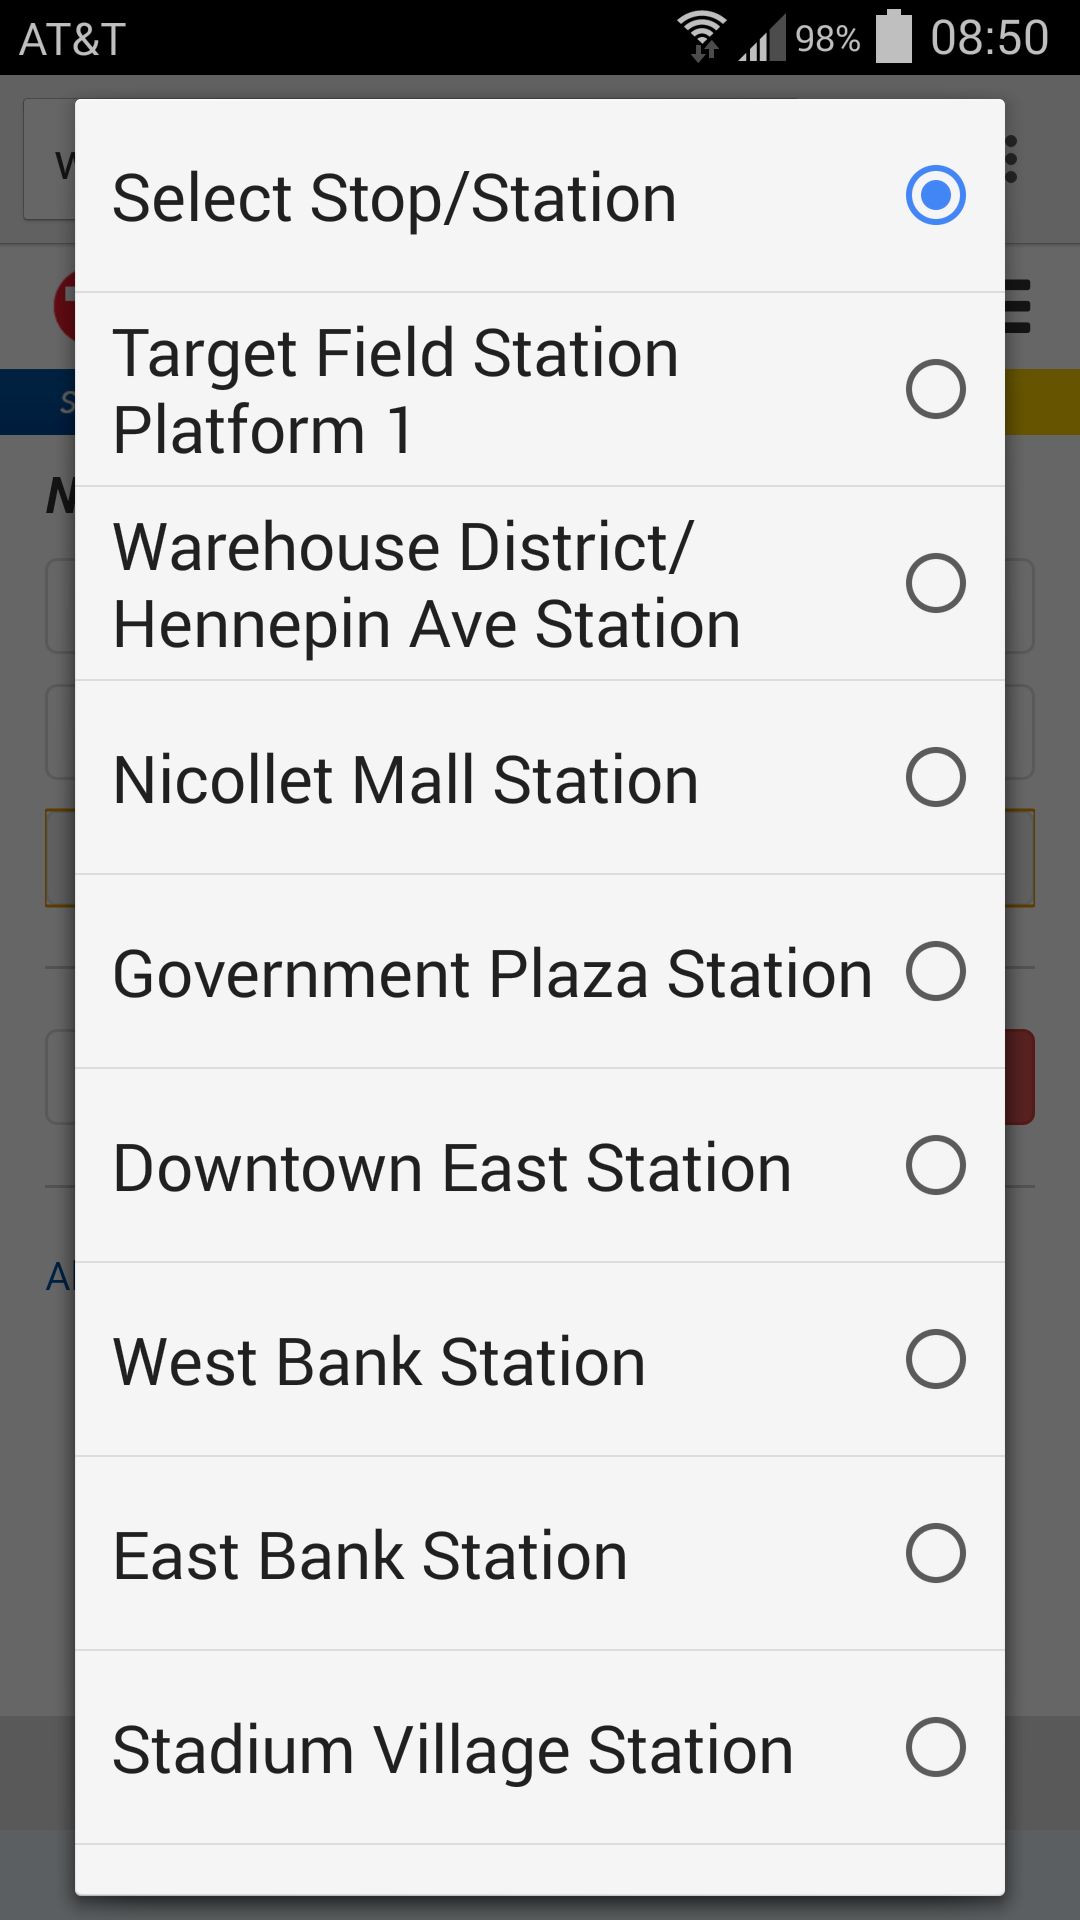 AT&T 98% 08:50
Select Stop/Station
Target Field Station
Platform 1
Warehouse District/
Hennepin Ave Station
Nicollet Mall Station
Government Plaza Station
Downtown East Station
West Bank Station
East Bank Station
Stadium Village Station